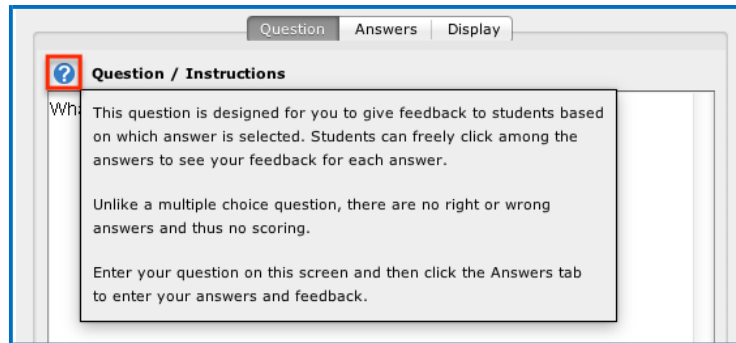 Question Answers Display
Question / Instructions
This question is designed for you to give feedback to students based
on which answer is selected. Students can freely click among the
answers to see your feedback for each answer.
Unlike a multiple choice question, there are no right or wrong
answers and thus no scoring.
Enter your question on this screen and then click the Answers tab
to enter your answers and feedback.